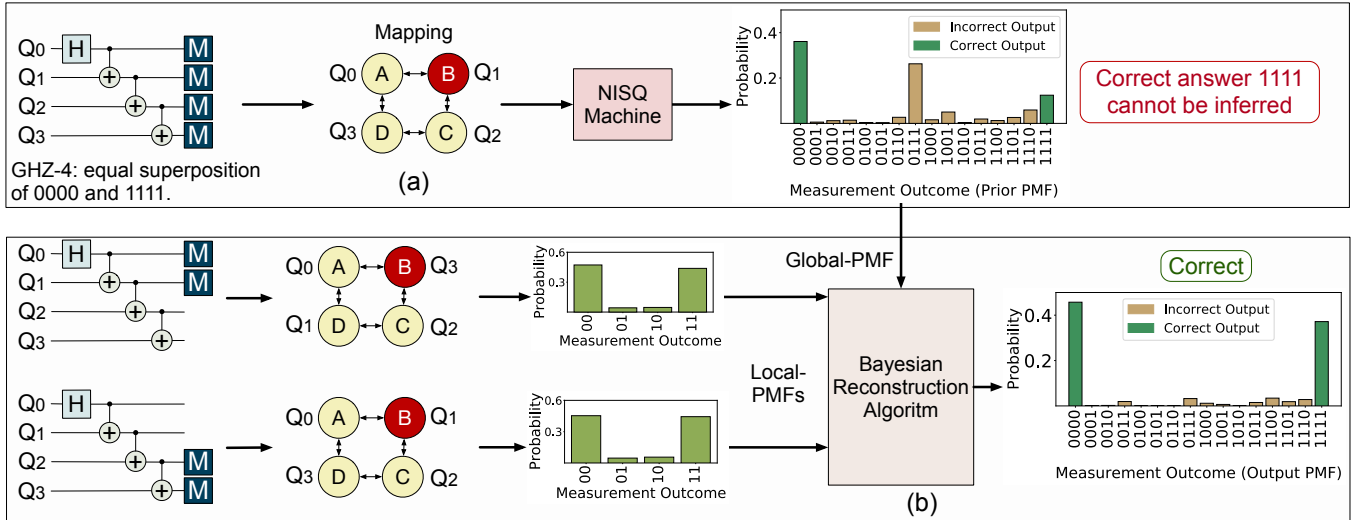 Q0
H
M
Q1
M
Q2
M
Q3
M
GHZ-4: equal superposition
of 0000 and 1111.
Mapping
Q0
A
B
Q1
Q3
D
C
Q2
(a)
NISQ
Machine
Probability
0.4
0.2
Incorrect Output
Correct Output
0000
0001
0010
0011
0100
0101
0110
0111
1000
1001
1010
1011
1100
1101
1110
1111
Measurement Outcome (Prior PMF)
Correct answer 1111
cannot be inferred
Q0
H
M
Q1
M
Q2
Q3
Q0
A
B
Q3
Q1
D
C
Q2
Probability
0.6
0.3
00
01
10
11
Measurement Outcome
Q0
H
Q1
Q2
M
Q3
M
Q0
A
B
Q1
Q3
D
C
Q2
Probability
0.6
0.3
00
01
10
11
Measurement Outcome
Global-PMF
Local-
PMFs
Bayesian
Reconstruction
Algoritm
(b)
Correct
Probability
0.4
0.2
Incorrect Output
Correct Output
0000
0001
0010
0011
0100
0101
0110
0111
1000
1001
1010
1011
1100
1101
1110
1111
Measurement Outcome (Output PMF)